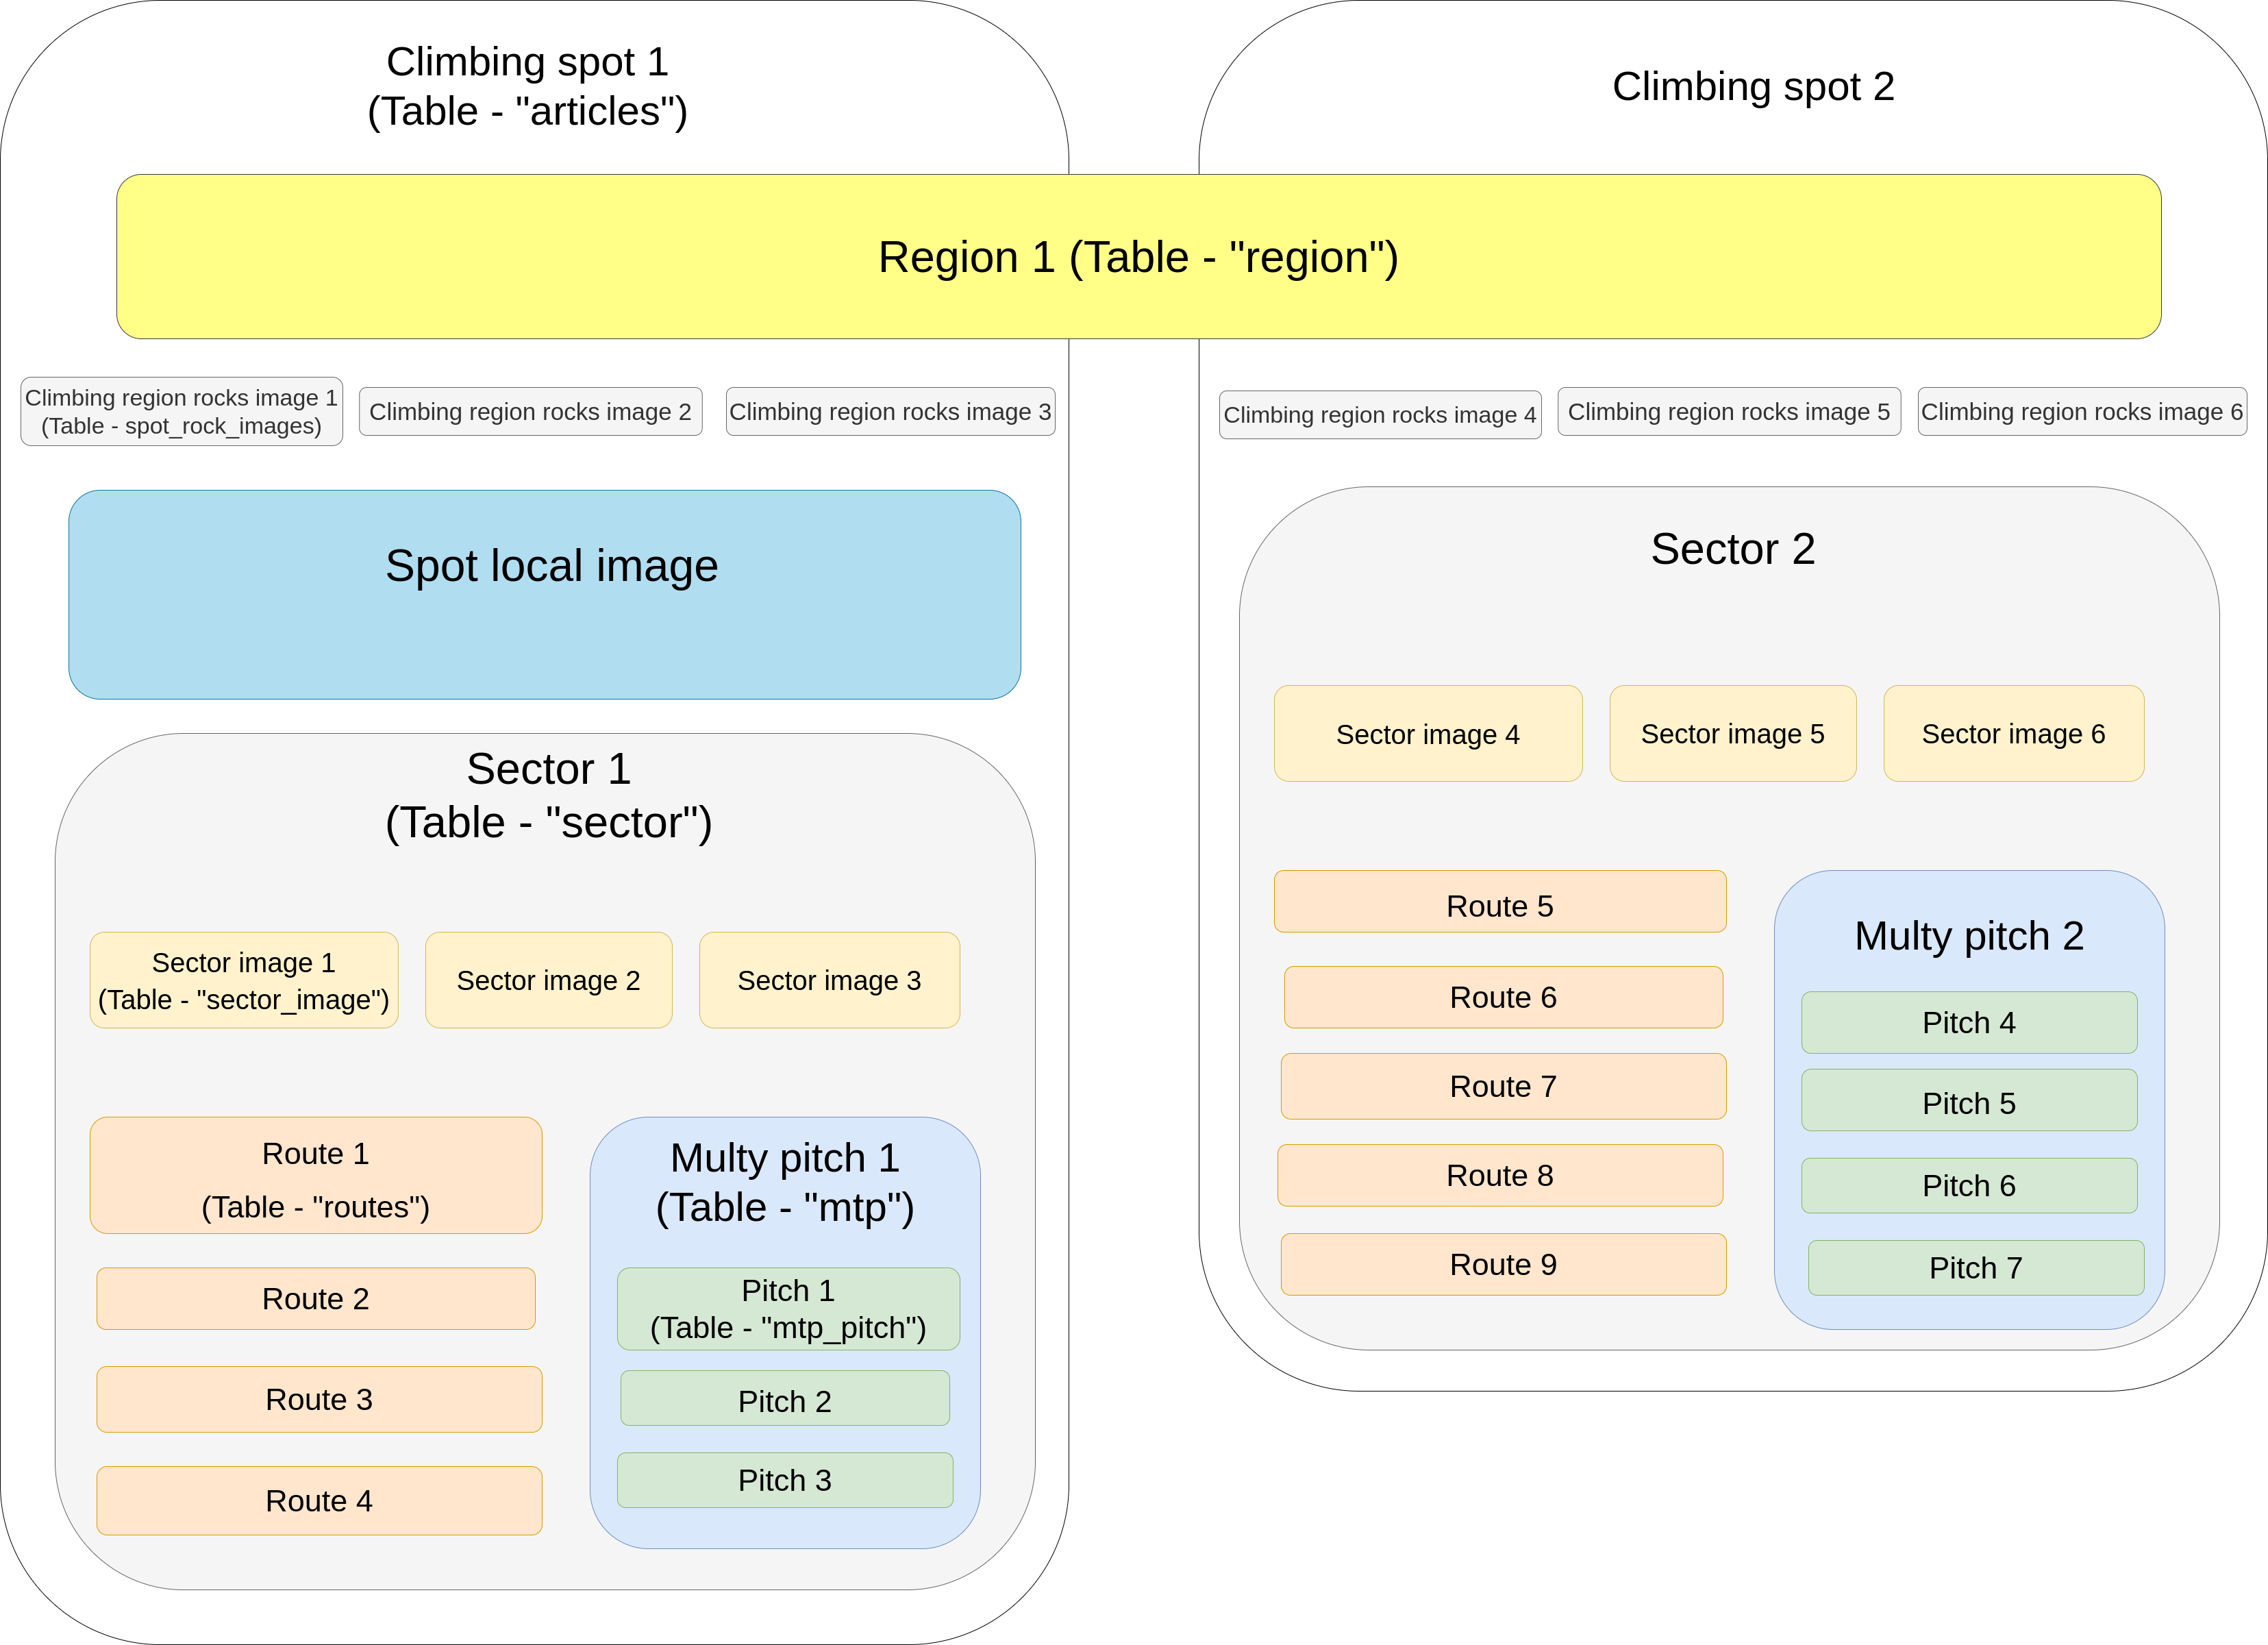 Climbing spot 1
(Table - "articles")
Climbing spot 2
Region 1 (Table - "region")
Climbing region rocks image 1
(Table - spot_rock_images)
Climbing region rocks image 2
Climbing region rocks image 3
Climbing region rocks image 4
Climbing region rocks image 5
Climbing region rocks image 6
Spot local image
Sector 1
(Table - "sector")
Sector image 1
(Table - "sector_image")
Sector image 2
Sector image 3
Route 1
(Table - "routes")
Route 2
Route 3
Route 4
Multy pitch 1
(Table - "mtp")
Pitch 1
(Table - "mtp_pitch")
Pitch 2
Pitch 3
Sector 2
Sector image 4
Sector image 5
Sector image 6
Route 5
Route 6
Route 7
Route 8
Route 9
Multy pitch 2
Pitch 4
Pitch 5
Pitch 6
Pitch 7